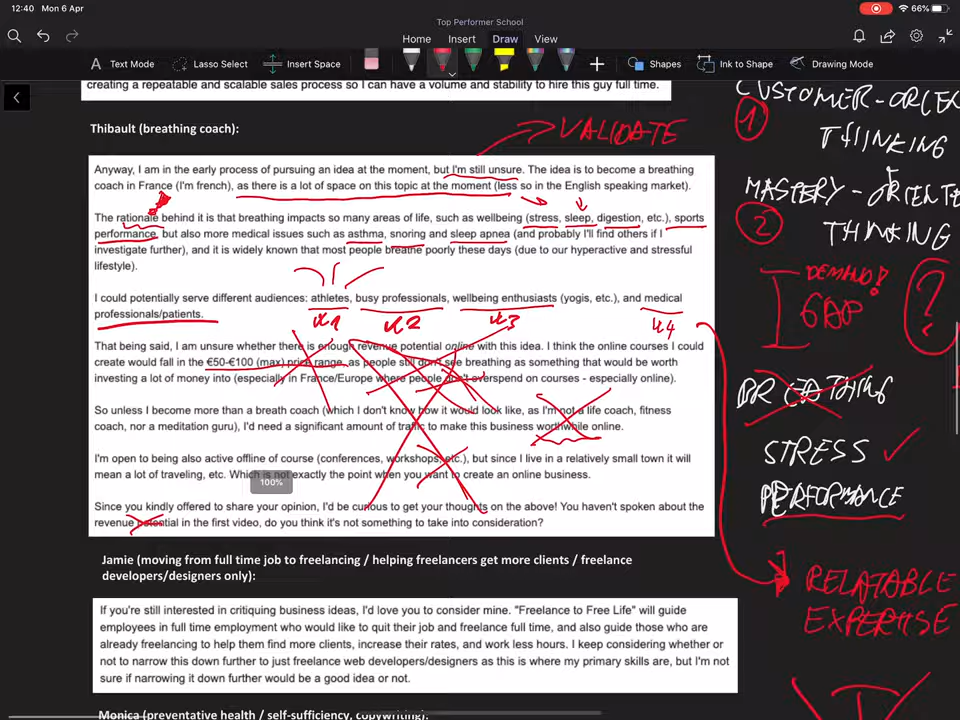 12:40 Mon 6 Apr
66%
Top Performer School
Home Insert Draw View
Text Mode Lasso Select Insert Space Shapes Ink to Shape Drawing Mode
creating a repeatable and scalable sales process so I can have a volume and stability to hire this guy full time.
Thibault (breathing coach):
VALIDATE
Anyway, I am in the early process of pursuing an idea at the moment, but I'm still unsure. The idea is to become a breathing
coach in France (I'm french), as there is a lot of space on this topic at the moment (less so in the English speaking market).
The rationale behind it is that breathing impacts so many areas of life, such as wellbeing (stress, sleep, digestion, etc.), sports
performance, but also more medical issues such as asthma, snoring and sleep apnea (and probably I'll find others if I
investigate further), and it is widely known that most people breathe poorly these days (due to our hyperactive and stressful
lifestyle).
I could potentially serve different audiences: athletes, busy professionals, wellbeing enthusiasts (yogis, etc.), and medical
professionals/patients.
x1 x2 x3 x4
That being said, I am unsure whether there is enough revenue potential online with this idea. I think the online courses I could
create would fall in the €50-€100 (max) price range, as people still don't see breathing as something that would be worth
investing a lot of money into (especially in France/Europe where people don't overspend on courses - especially online).
So unless I become more than a breath coach (which I don't know how it would look like, as I'm not a life coach, fitness
coach, nor a meditation guru), I'd need a significant amount of traffic to make this business worthwhile online.
I'm open to being also active offline of course (conferences, workshops, etc.), but since I live in a relatively small town it will
mean a lot of traveling, etc. Which is not exactly the point when you want to create an online business.
100%
Since you kindly offered to share your opinion, I'd be curious to get your thoughts on the above! You haven't spoken about the
revenue potential in the first video, do you think it's not something to take into consideration?
Jamie (moving from full time job to freelancing / helping freelancers get more clients / freelance
developers/designers only):
If you're still interested in critiquing business ideas, I'd love you to consider mine. "Freelance to Free Life" will guide
employees in full time employment who would like to quit their job and freelance full time, and also guide those who are
already freelancing to help them find more clients, increase their rates, and work less hours. I keep considering whether or
not to narrow this down further to just freelance web developers/designers as this is where my primary skills are, but I'm not
sure if narrowing it down further would be a good idea or not.
Monica (preventative health / self-sufficiency, copywriting):
CUSTOMER-ORIEN
1 THINKING
MASTERY-ORIENTE
2 THINKING
DEMAND!
GAP ?
BREATHING
STRESS
PERFORMANCE
RELATABLE
EXPERTISE